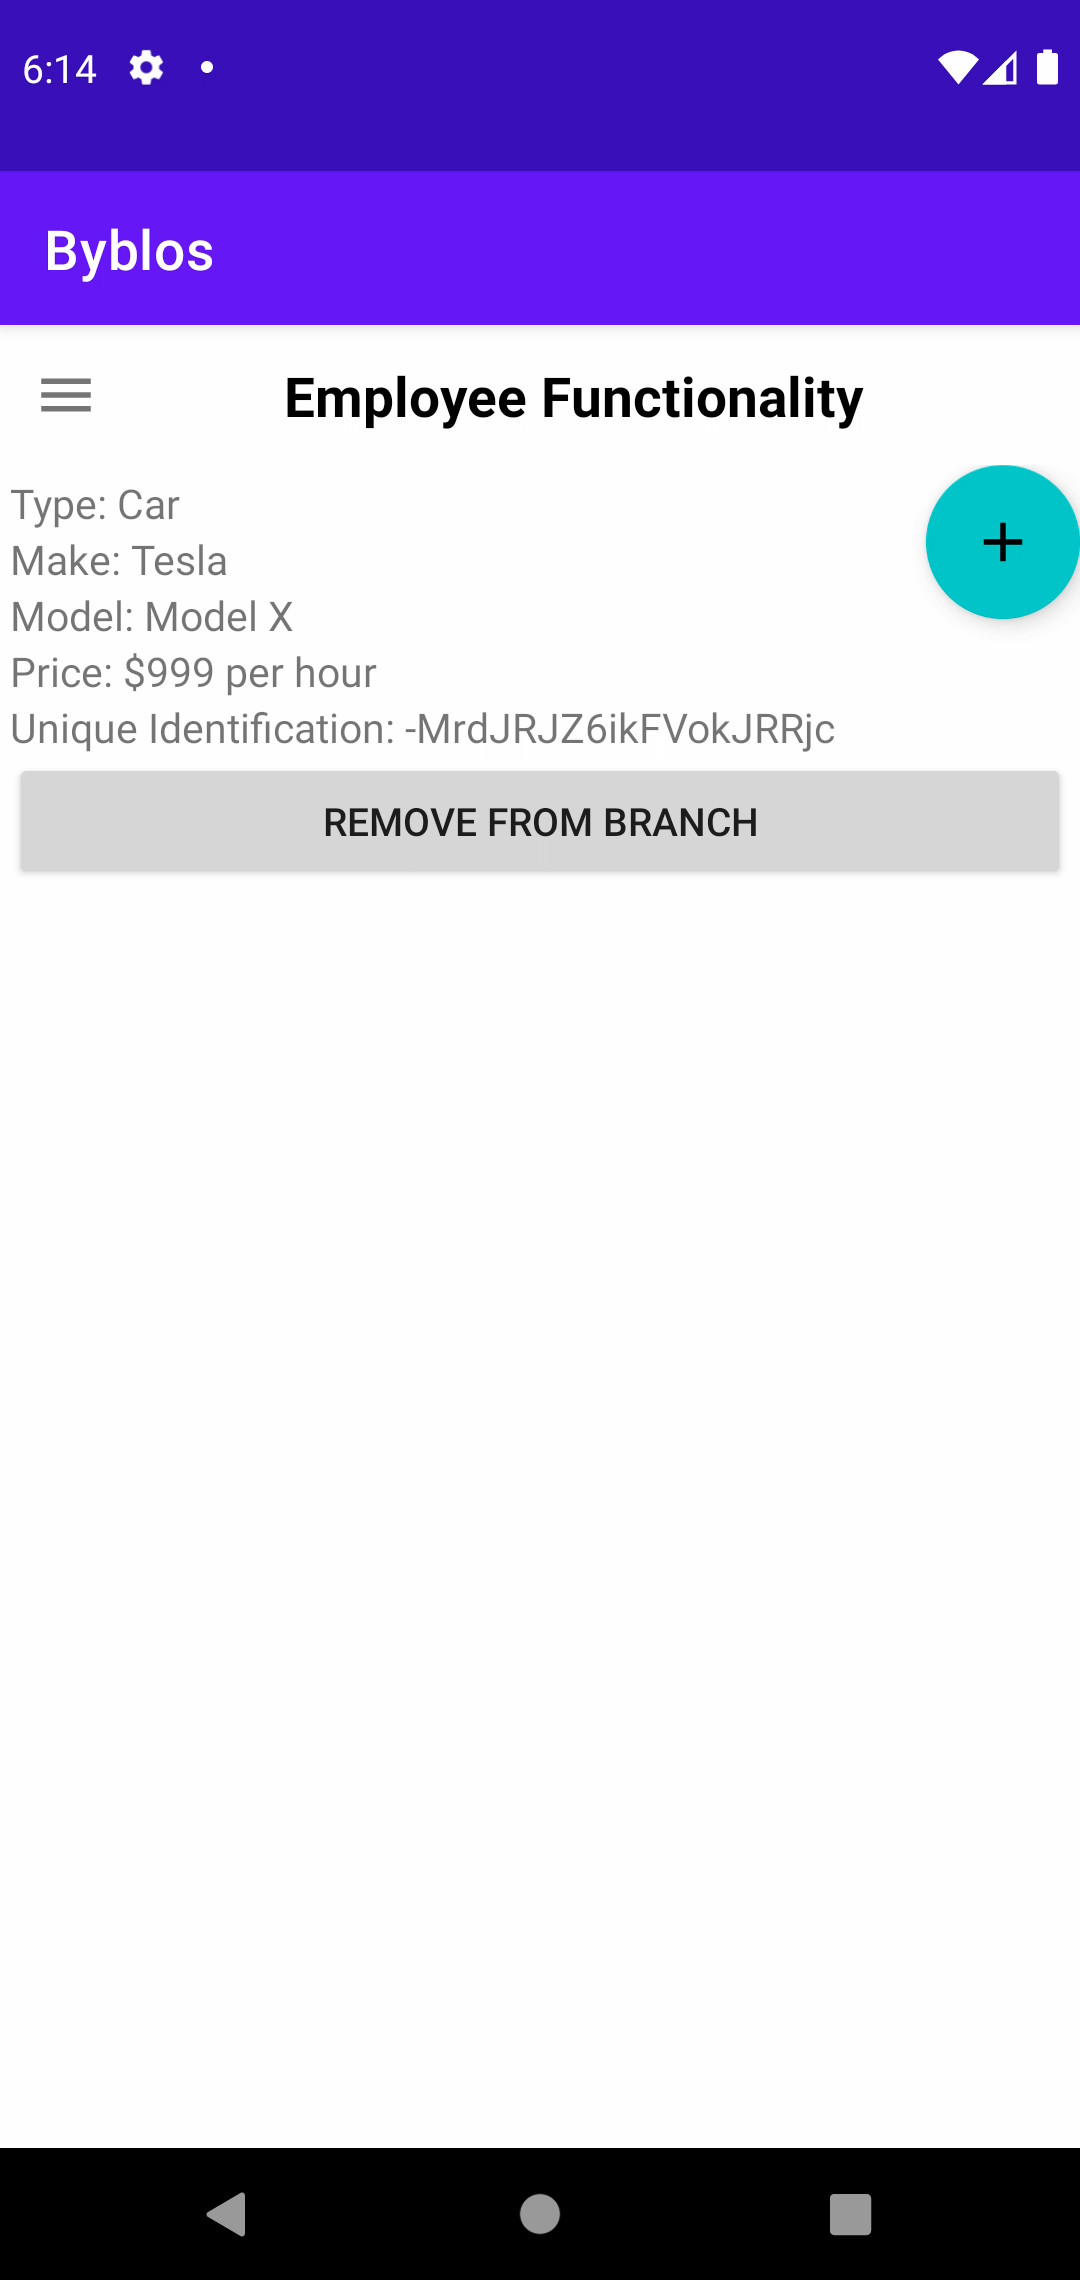 6:14
Byblos
Employee Functionality
Type: Car
Make: Tesla
Model: Model X
Price: $999 per hour
Unique Identification: -MrdJRJZ6ikFVokJRRjc
REMOVE FROM BRANCH